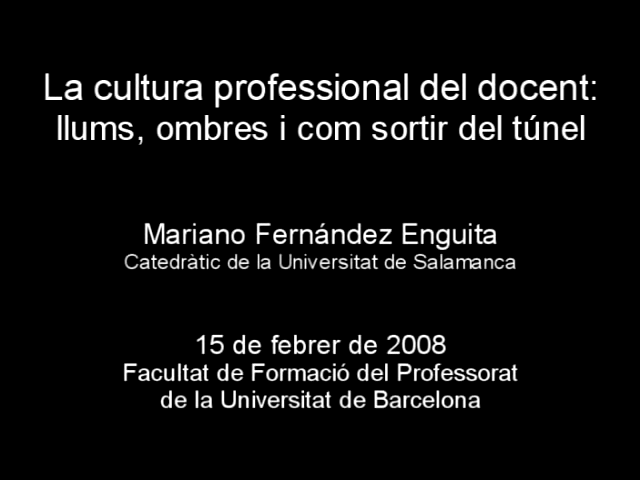 La cultura professional del docent:
llums, ombres i com sortir del túnel
Mariano Fernández Enguita
Catedràtic de la Universitat de Salamanca
15 de febrer de 2008
Facultat de Formació del Professorat
de la Universitat de Barcelona